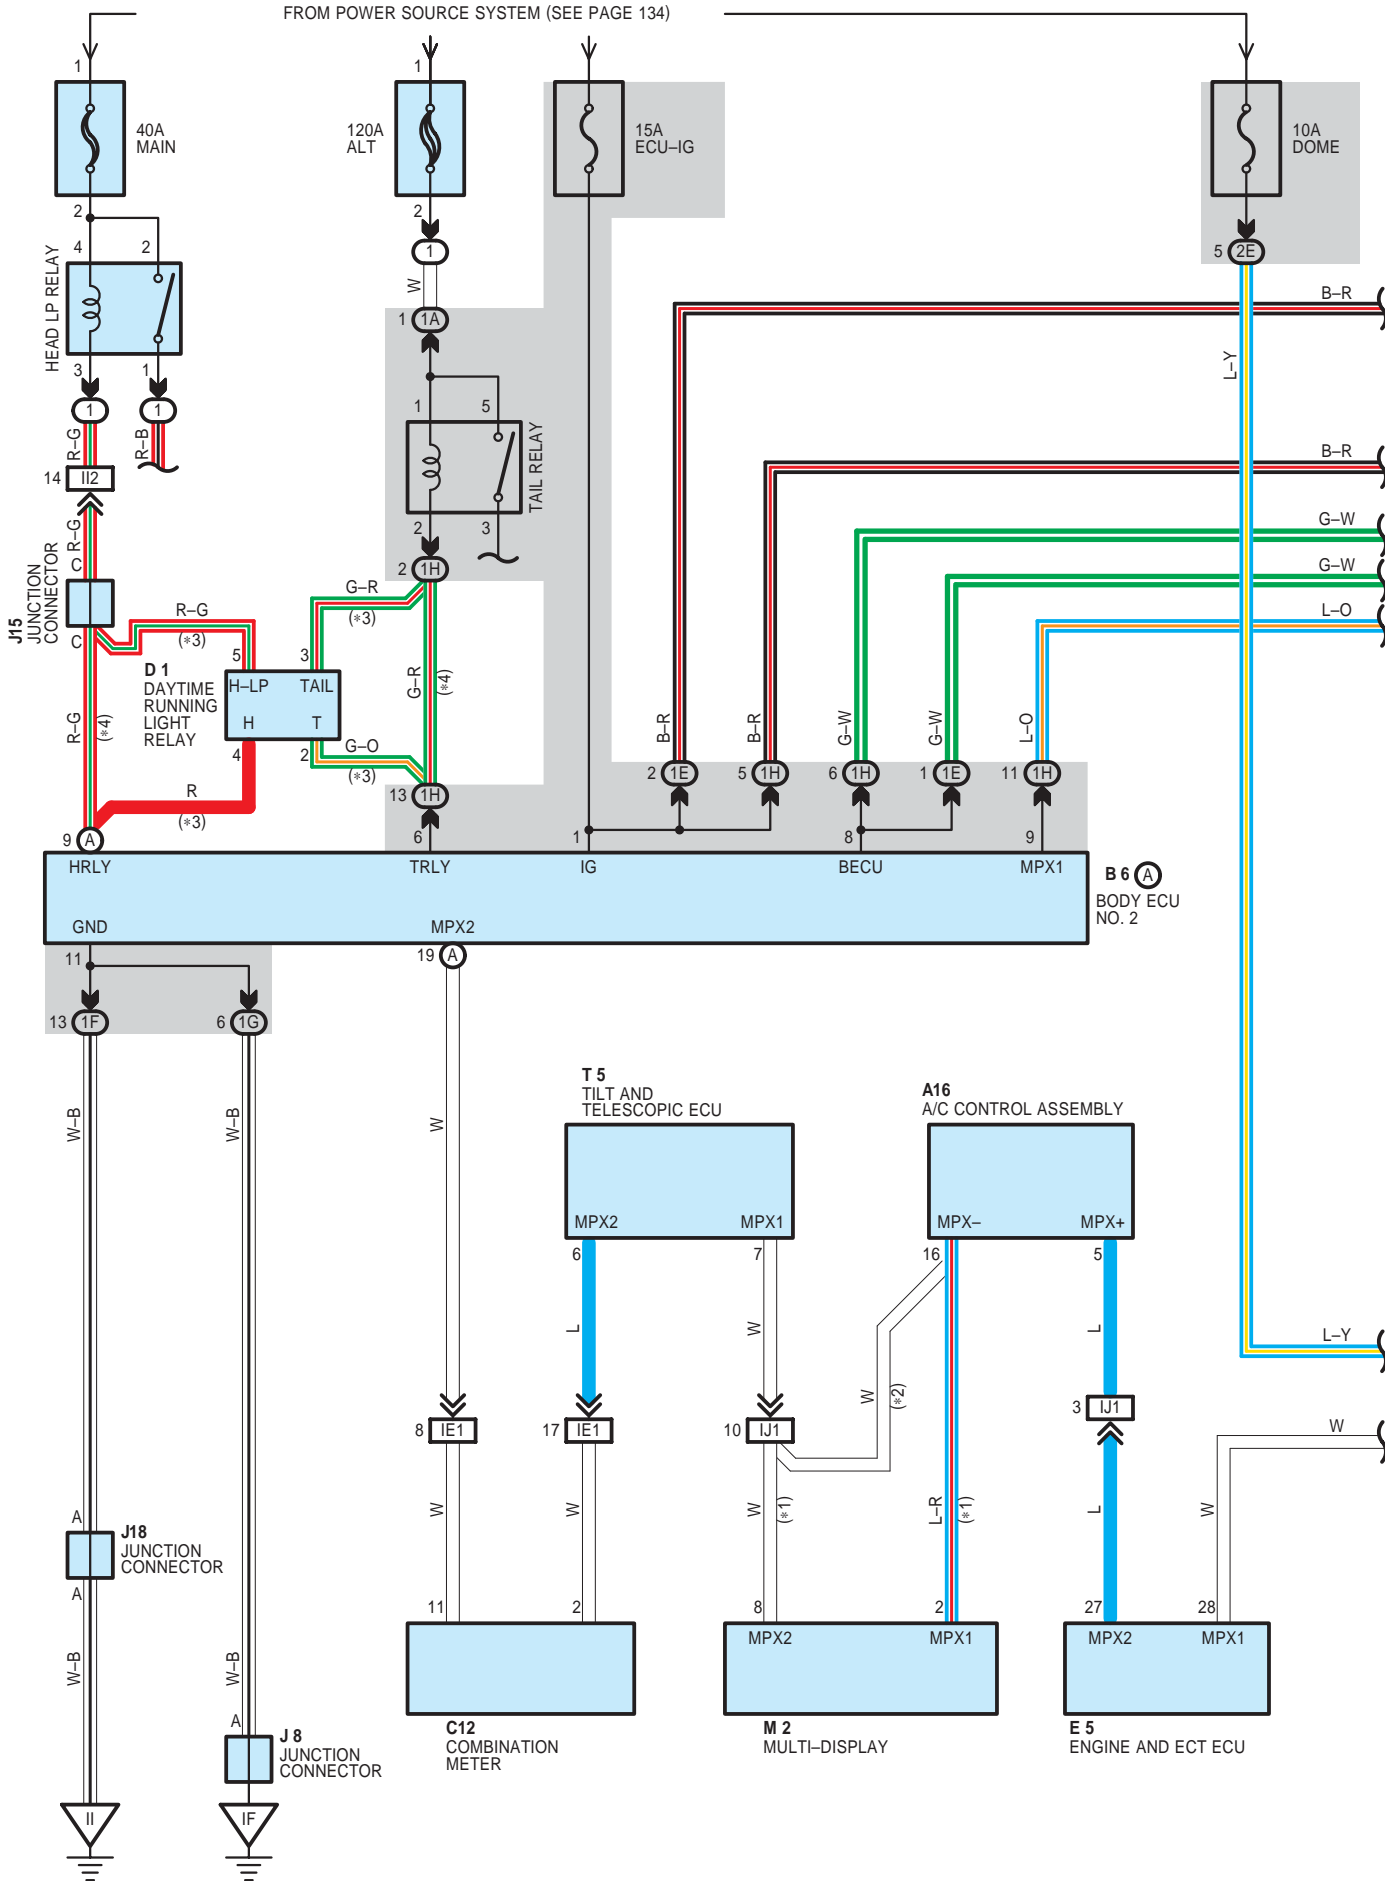 FROM POWER SOURCE SYSTEM (SEE PAGE 134)
1
1
40A
MAIN
120A
ALT
15A
ECU–IG
10A
DOME
2
2
4
2
HEAD LP RELAY
3
1
1
1
R–G
R–B
14
II2
R–G
C
J15
JUNCTION
CONNECTOR
C
1
W
1
1A
1
5
TAIL RELAY
2
3
2
1H
5
2E
B–R
L–Y
B–R
G–W
G–W
L–O
G–R
(*3)
R–G
(*3)
5
3
D 1
DAYTIME
RUNNING
LIGHT
RELAY
H–LP
TAIL
H
T
4
2
G–O
(*3)
G–R
(*4)
R–G
(*4)
R
(*3)
B–R
B–R
G–W
G–W
L–O
2
1E
5
1H
6
1H
1
1E
11
1H
13
1H
9
A
6
1
8
9
HRLY
TRLY
IG
BECU
MPX1
B 6
A
BODY ECU
NO. 2
GND
MPX2
11
19
A
13
1F
6
1G
W–B
W–B
W
T 5
TILT AND
TELESCOPIC ECU
A16
A/C CONTROL ASSEMBLY
MPX2
MPX1
MPX–
MPX+
6
7
16
5
L
W
W
(*2)
L
L–Y
3
IJ1
8
IE1
17
IE1
10
IJ1
W
W
W
W
(*1)
L–R
(*1)
L
W
A
J18
JUNCTION
CONNECTOR
A
W–B
W–B
11
2
8
2
27
28
MPX2
MPX1
MPX2
MPX1
A
J 8
JUNCTION
CONNECTOR
C12
COMBINATION
METER
M 2
MULTI–DISPLAY
E 5
ENGINE AND ECT ECU
II
IF